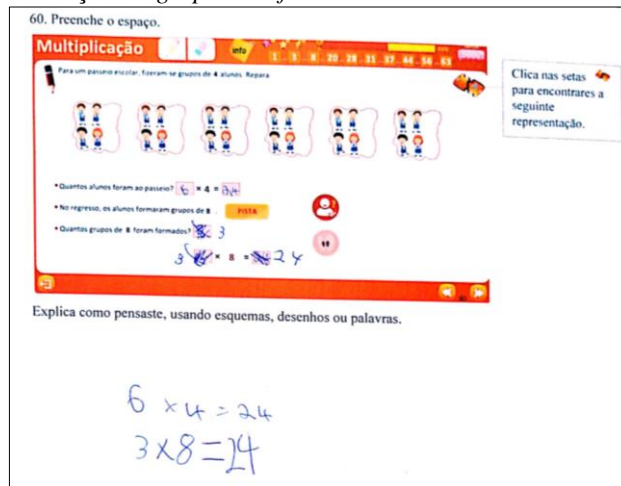 60. Preenche o espaço.
Multiplicação
info
1 3 8 20 28 31 37 44 56 63
Para um passeio escolar, fizeram-se grupos de 4 alunos. Repara
Clica nas setas
para encontrares a
seguinte
representação.
• Quantos alunos foram ao passeio? 6 × 4 = 24
• No regresso, os alunos formaram grupos de 8.
PISTA
• Quantos grupos de 8 foram formados? 3
3 × 8 = 24
Explica como pensaste, usando esquemas, desenhos ou palavras.
6 × 4 = 24
3 × 8 = 24